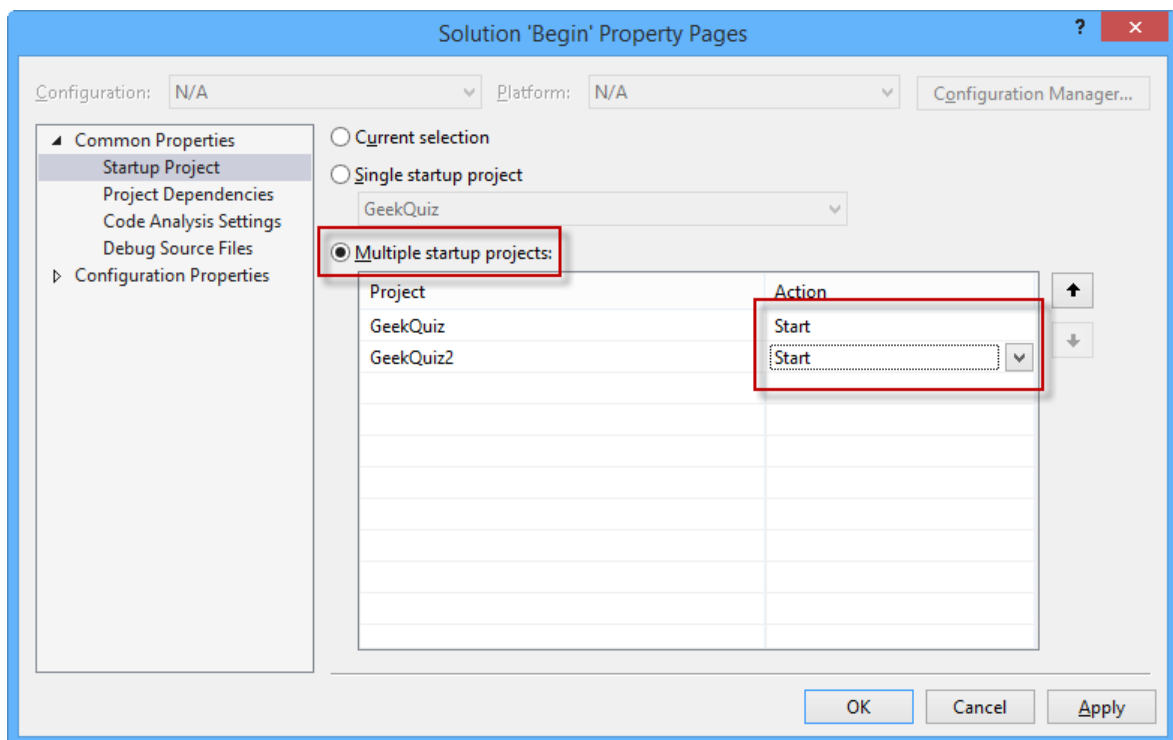 Solution 'Begin' Property Pages
?
Configuration: N/A Platform: N/A Configuration Manager...
Common Properties
Startup Project
Project Dependencies
Code Analysis Settings
Debug Source Files
Configuration Properties
Current selection
Single startup project
GeekQuiz
Multiple startup projects:
Project Action
GeekQuiz Start
GeekQuiz2 Start
OK Cancel Apply